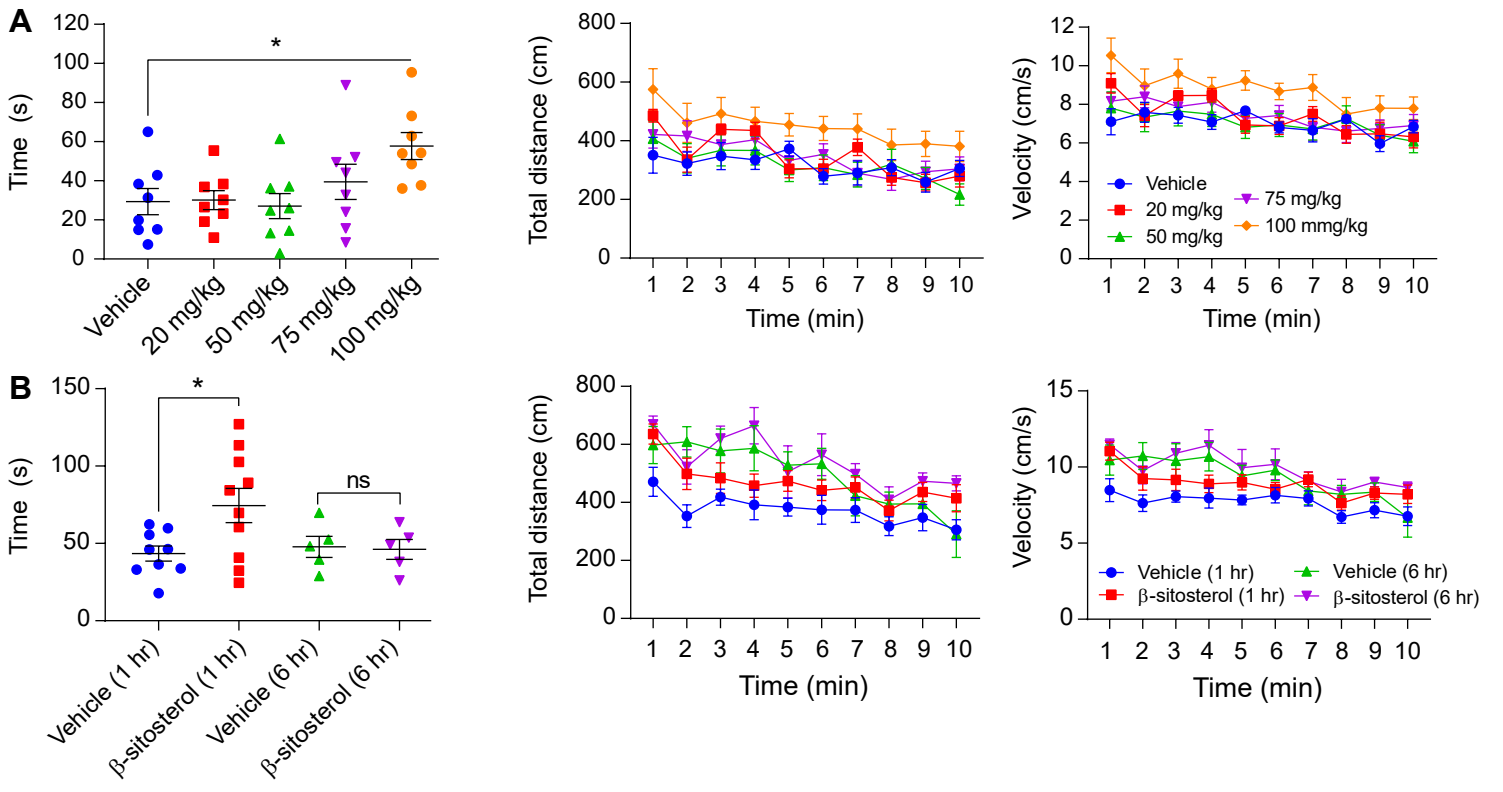 A
Time (s)
120
100
80
60
40
20
0
*
Vehicle
20 mg/kg
50 mg/kg
75 mg/kg
100 mg/kg
Total distance (cm)
800
600
400
200
0
1 2 3 4 5 6 7 8 9 10
Time (min)
Velocity (cm/s)
12
10
8
6
4
2
0
Vehicle
20 mg/kg
50 mg/kg
75 mg/kg
100 mmg/kg
1 2 3 4 5 6 7 8 9 10
Time (min)
B
Time (s)
150
100
50
0
*
ns
Vehicle (1 hr)
β-sitosterol (1 hr)
Vehicle (6 hr)
β-sitosterol (6 hr)
Total distance (cm)
800
600
400
200
0
1 2 3 4 5 6 7 8 9 10
Time (min)
Velocity (cm/s)
15
10
5
0
Vehicle (1 hr)
β-sitosterol (1 hr)
Vehicle (6 hr)
β-sitosterol (6 hr)
1 2 3 4 5 6 7 8 9 10
Time (min)